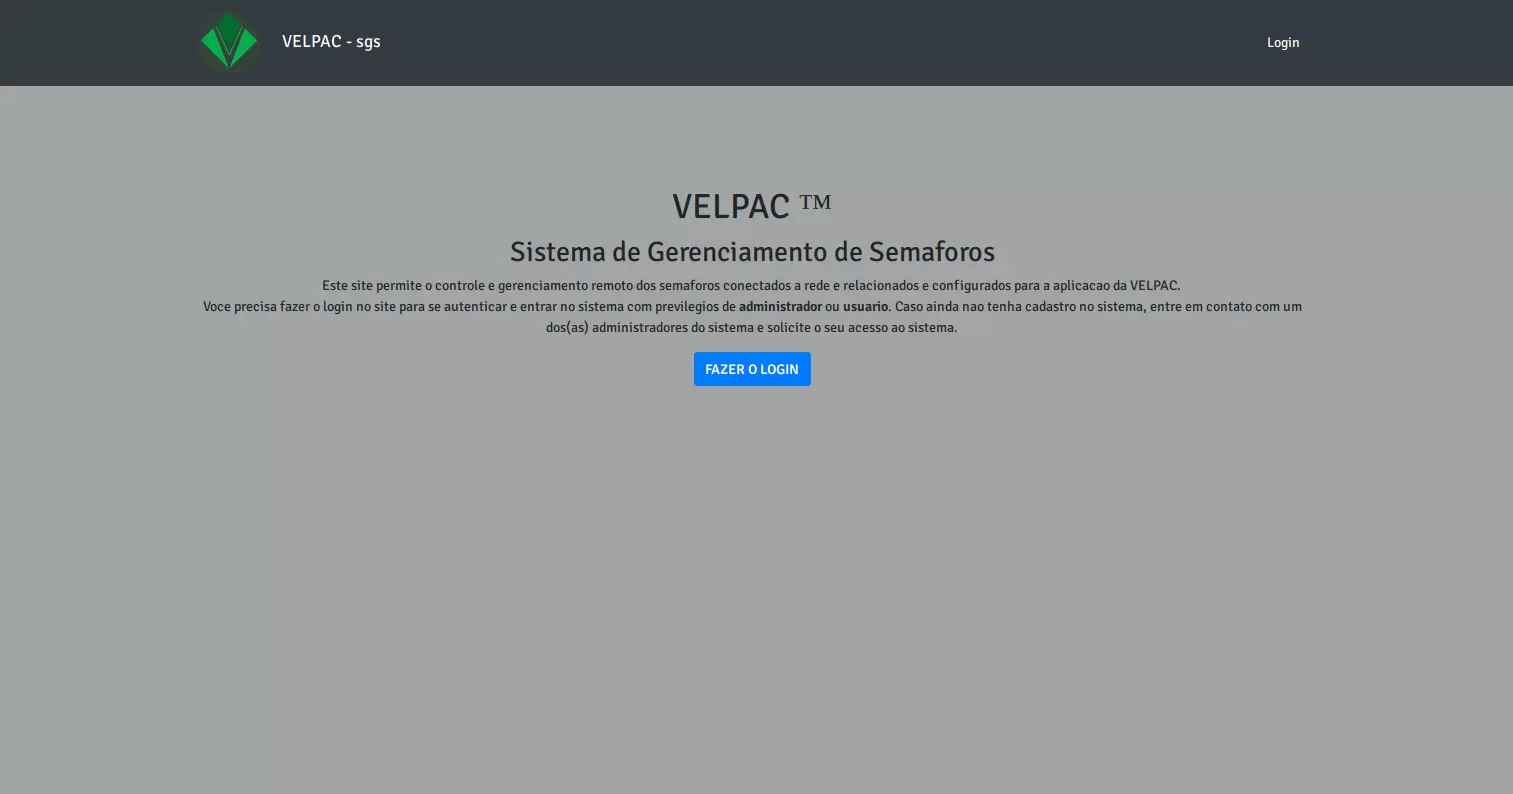 VELPAC - sgs
Login
VELPAC ™
Sistema de Gerenciamento de Semaforos
Este site permite o controle e gerenciamento remoto dos semaforos conectados a rede e relacionados e configurados para a aplicacao da VELPAC.
Voce precisa fazer o login no site para se autenticar e entrar no sistema com previlegios de administrador ou usuario. Caso ainda nao tenha cadastro no sistema, entre em contato com um
dos(as) administradores do sistema e solicite o seu acesso ao sistema.
FAZER O LOGIN